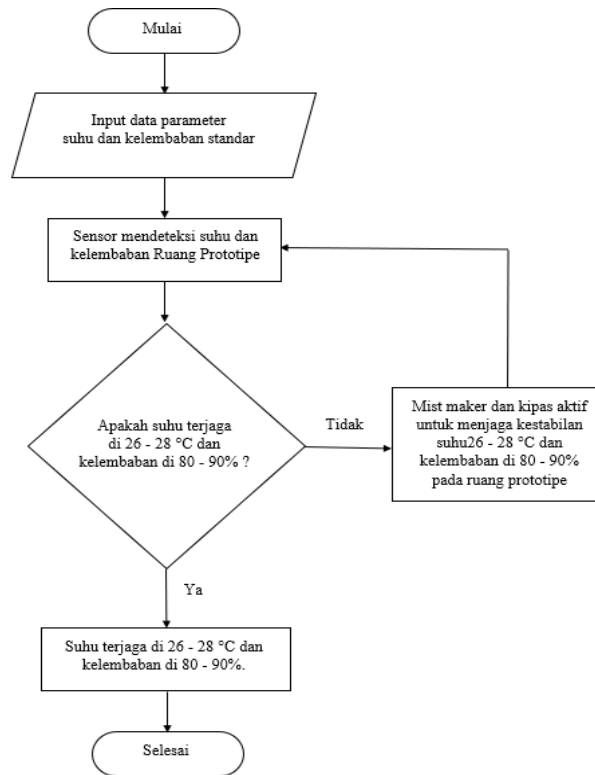 Mulai
Input data parameter
suhu dan kelembaban standar
Sensor mendeteksi suhu dan
kelembaban Ruang Prototipe
Apakah suhu terjaga
di 26 - 28 °C dan
kelembaban di 80 - 90% ?
Tidak
Mist maker dan kipas aktif
untuk menjaga kestabilan
suhu26 - 28 °C dan
kelembaban di 80 - 90%
pada ruang prototipe
Ya
Suhu terjaga di 26 - 28 °C dan
kelembaban di 80 - 90%.
Selesai